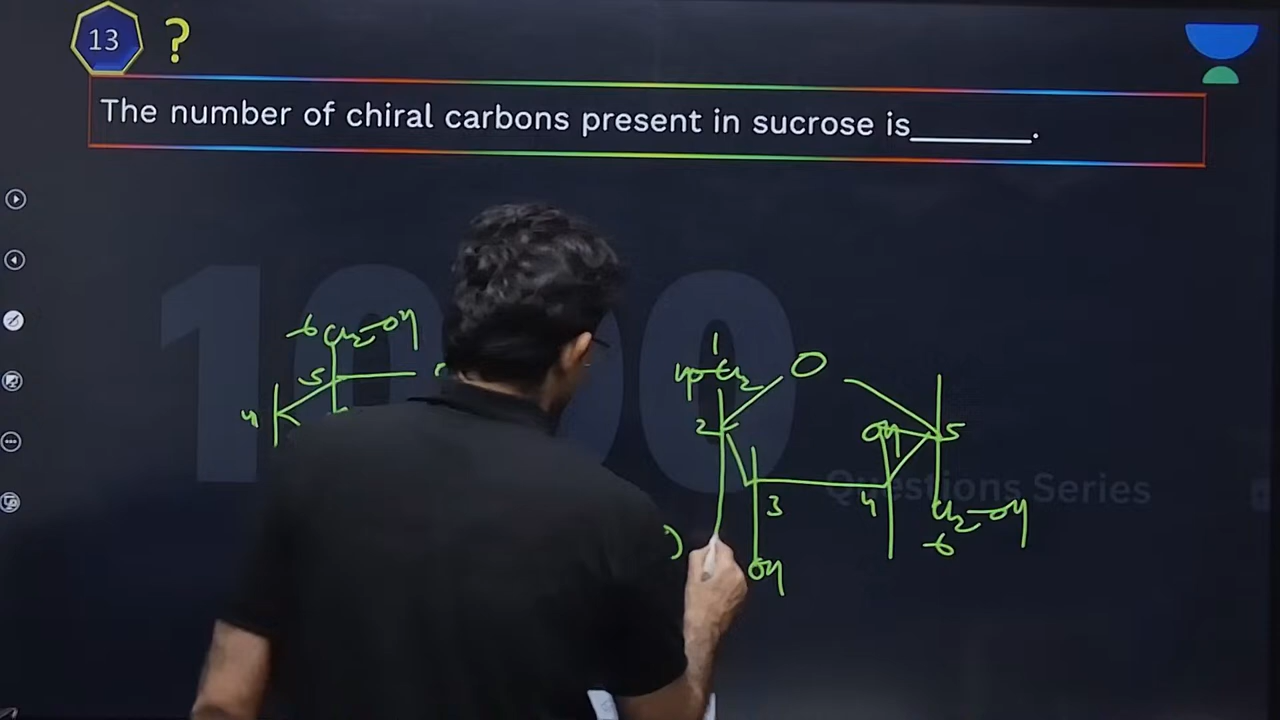 13 ?
The number of chiral carbons present in sucrose is_______.
1000
Questions Series
6 CH2-OH
5
4
1
HO-CH2
O
2
OH
5
3
4
CH2-OH
6
OH